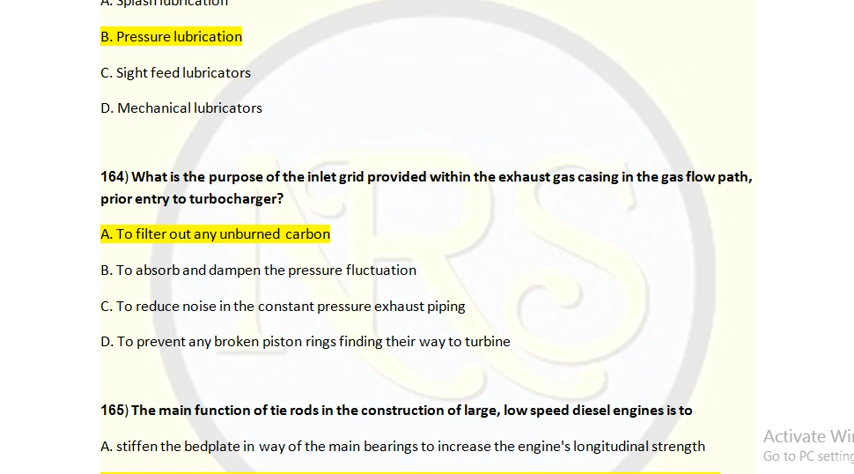 A. Splash lubrication
B. Pressure lubrication
C. Sight feed lubricators
D. Mechanical lubricators
164) What is the purpose of the inlet grid provided within the exhaust gas casing in the gas flow path,
prior entry to turbocharger?
A. To filter out any unburned carbon
B. To absorb and dampen the pressure fluctuation
C. To reduce noise in the constant pressure exhaust piping
D. To prevent any broken piston rings finding their way to turbine
165) The main function of tie rods in the construction of large, low speed diesel engines is to
A. stiffen the bedplate in way of the main bearings to increase the engine's longitudinal strength
NRS
Activate Wi
Go to PC setting